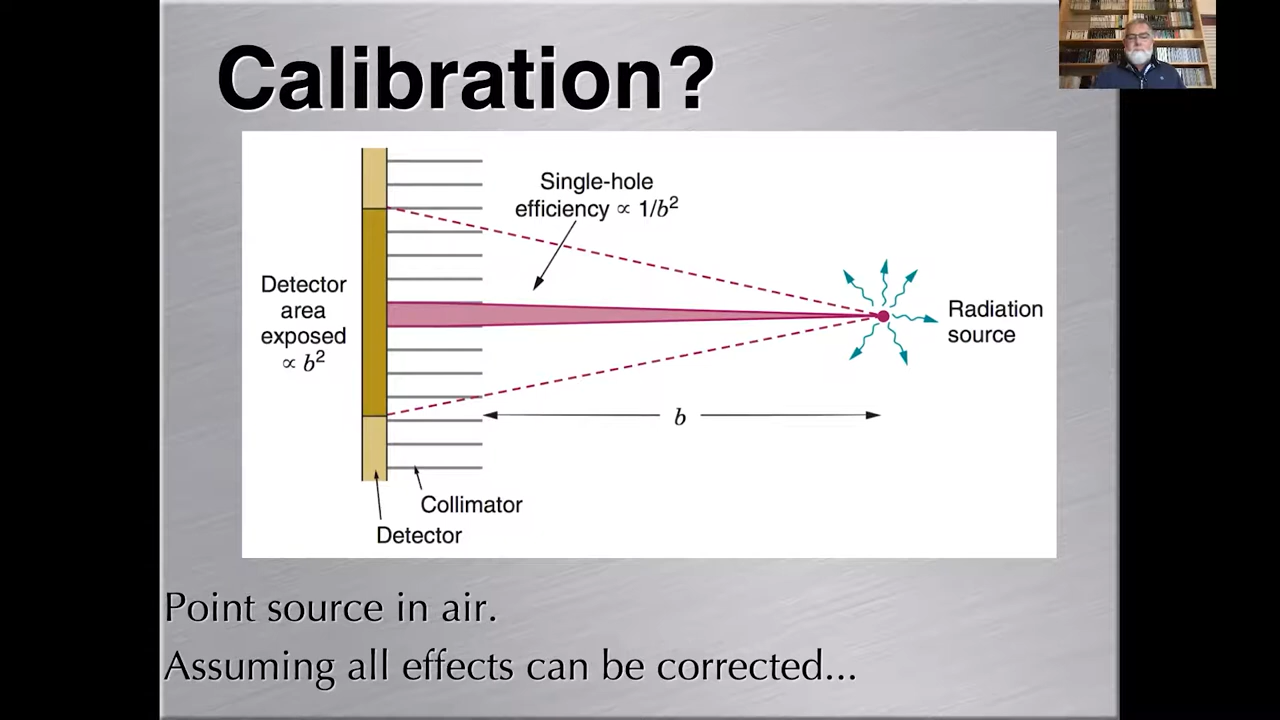 Calibration?
Single-hole
efficiency ∝ 1/b²
Detector
area
exposed
∝ b²
Radiation
source
b
Collimator
Detector
Point source in air.
Assuming all effects can be corrected...